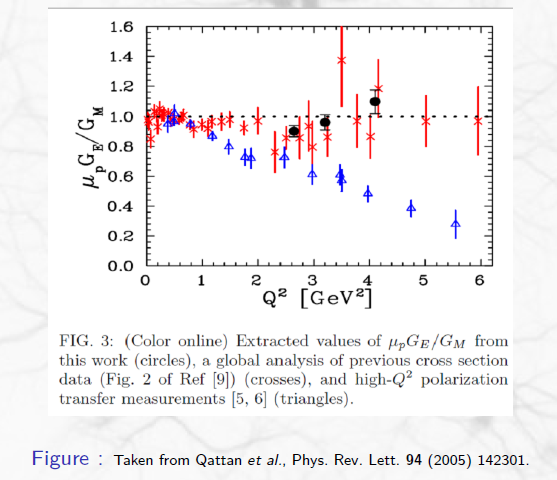 1.6
1.4
1.2
1.0
0.8
0.6
0.4
0.2
0.0
μpGE/GM
0 1 2 3 4 5 6
Q² [GeV²]
FIG. 3: (Color online) Extracted values of μpGE/GM from
this work (circles), a global analysis of previous cross section
data (Fig. 2 of Ref [9]) (crosses), and high-Q² polarization
transfer measurements [5, 6] (triangles).
Figure : Taken from Qattan et al., Phys. Rev. Lett. 94 (2005) 142301.